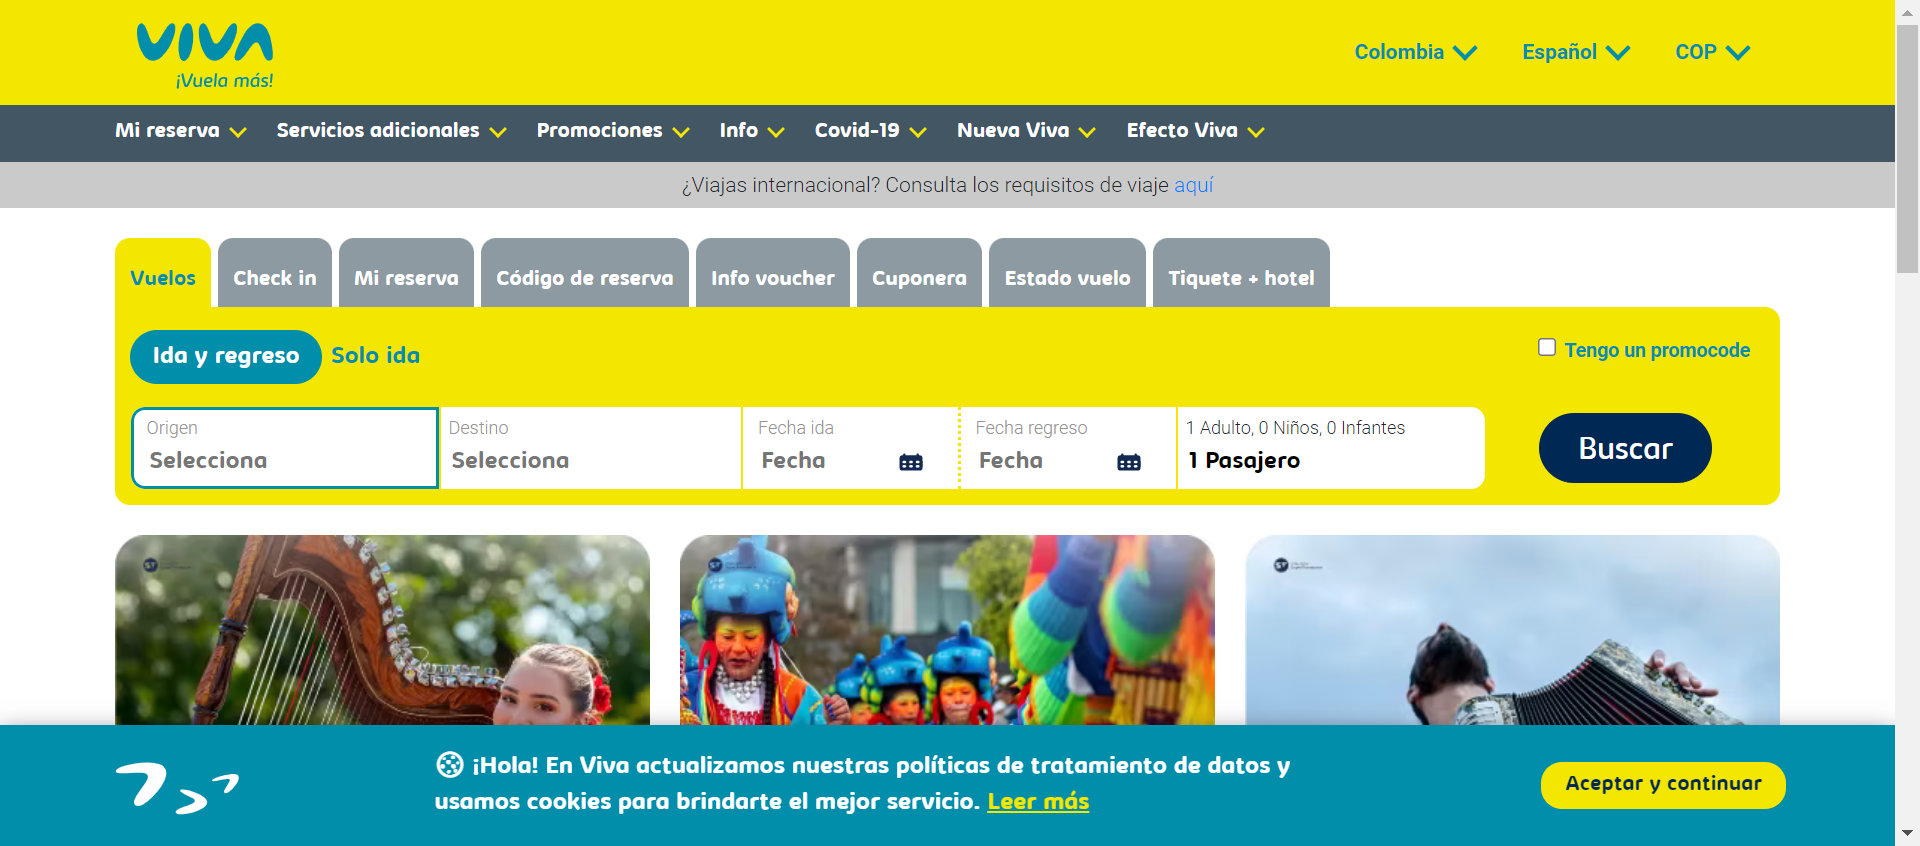 VIVA
¡Vuela más!
Colombia
Español
COP
Mi reserva
Servicios adicionales
Promociones
Info
Covid-19
Nueva Viva
Efecto Viva
¿Viajas internacional? Consulta los requisitos de viaje aquí
Vuelos
Check in
Mi reserva
Código de reserva
Info voucher
Cuponera
Estado vuelo
Tiquete + hotel
Ida y regreso
Solo ida
Tengo un promocode
Origen
Selecciona
Destino
Selecciona
Fecha ida
Fecha
Fecha regreso
Fecha
1 Adulto, 0 Niños, 0 Infantes
1 Pasajero
Buscar
ST
ST
ST
¡Hola! En Viva actualizamos nuestras políticas de tratamiento de datos y
usamos cookies para brindarte el mejor servicio. Leer más
Aceptar y continuar